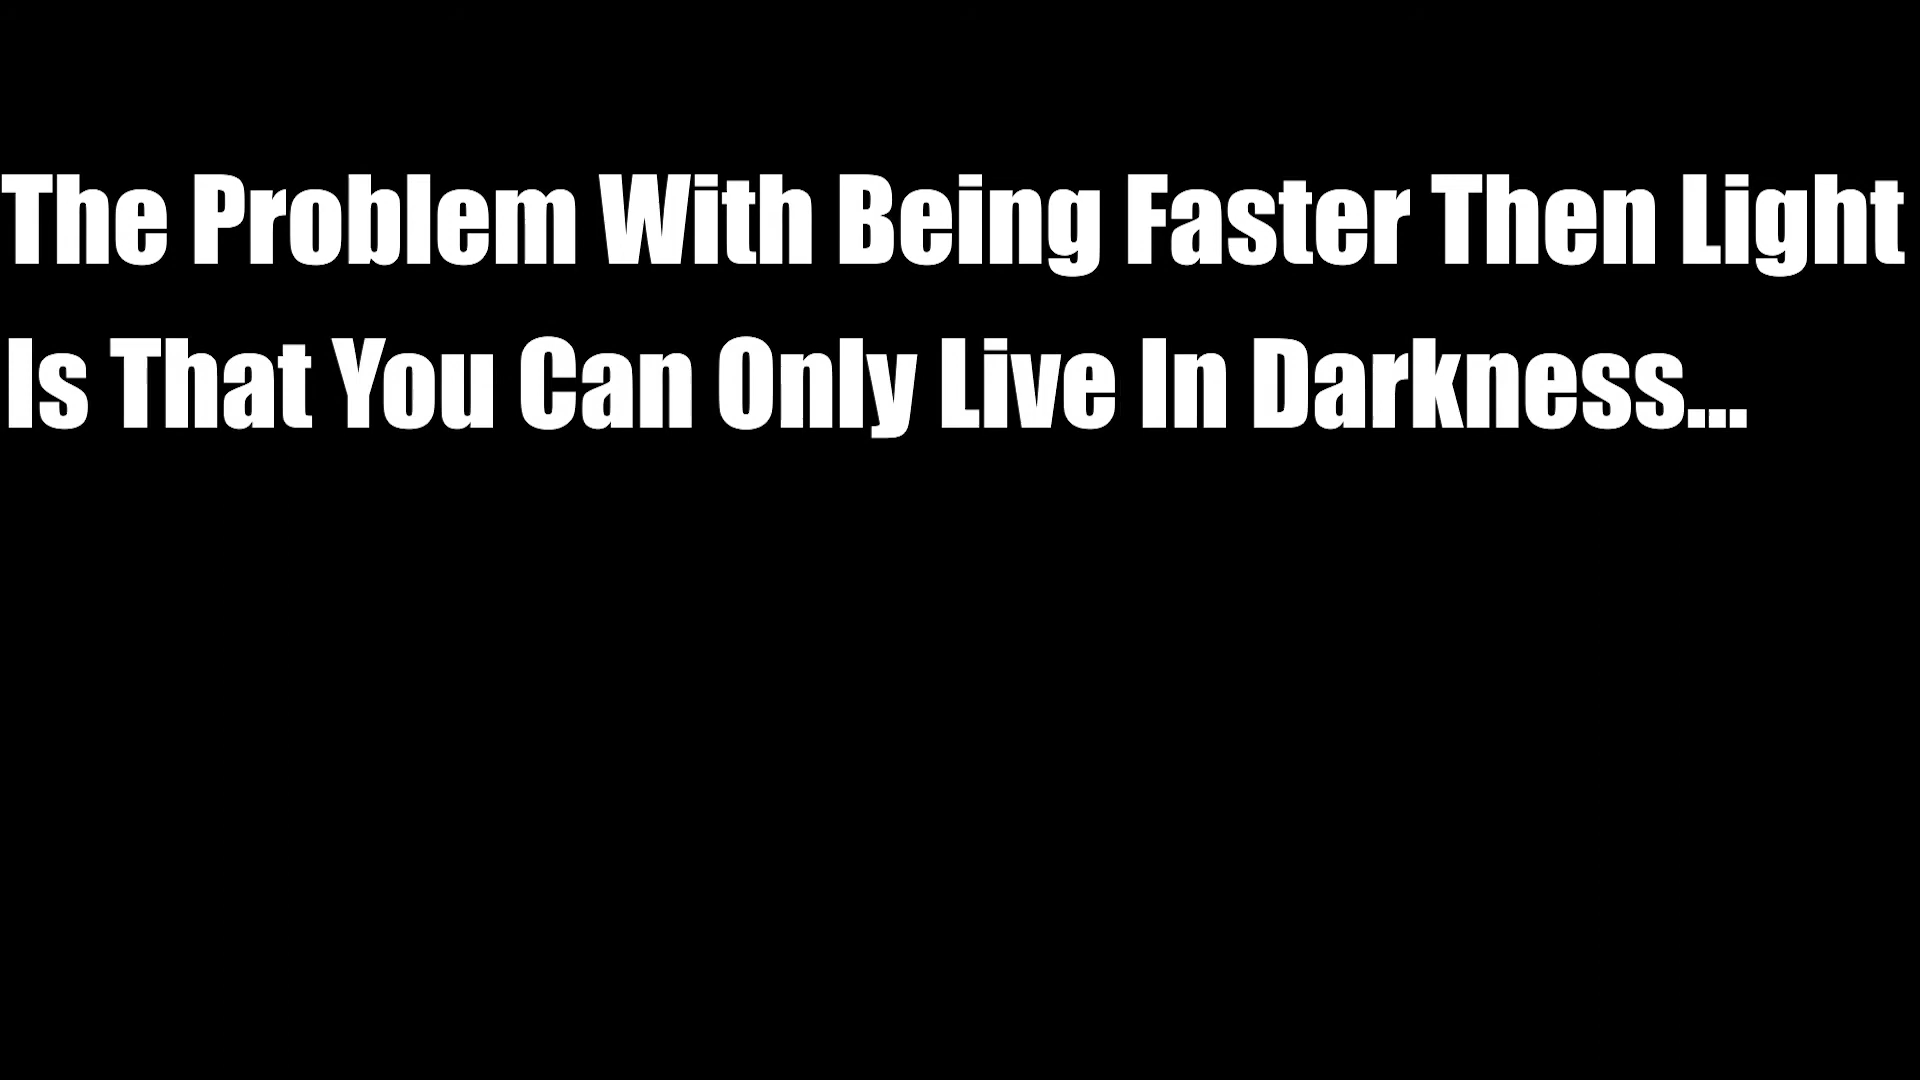 The Problem With Being Faster Then Light
Is That You Can Only Live In Darkness...